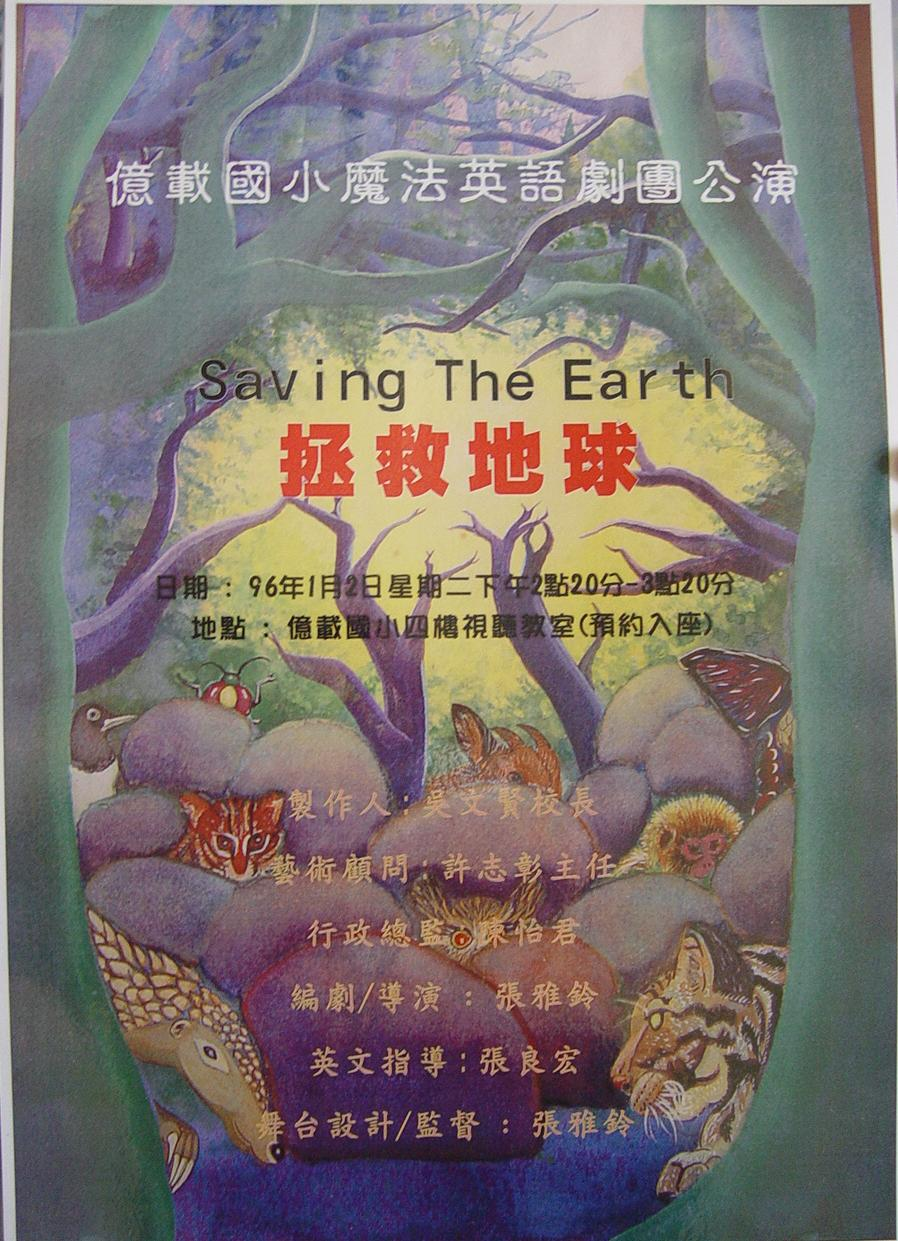 億載國小魔法英語劇團公演
Saving The Earth
拯救地球
日期：96年1月2日星期二下午2點20分-3點20分
地點：億載國小四樓視聽教室(預約入座)
製作人:吳文賢校長
藝術顧問:許志彰主任
行政總監:陳怡君
編劇/導演：張雅鈴
英文指導:張良宏
舞台設計/監督：張雅鈴